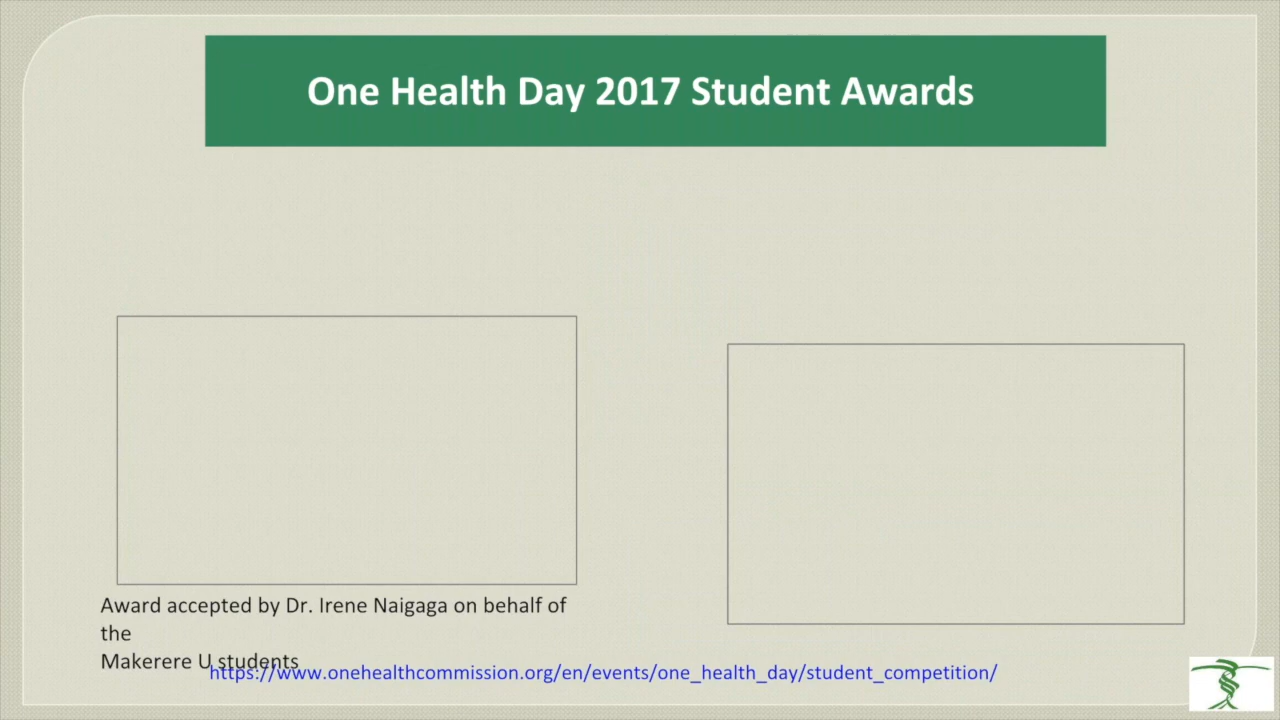 One Health Day 2017 Student Awards
Award accepted by Dr. Irene Naigaga on behalf of
the
Makerere U students
https://www.onehealthcommission.org/en/events/one_health_day/student_competition/